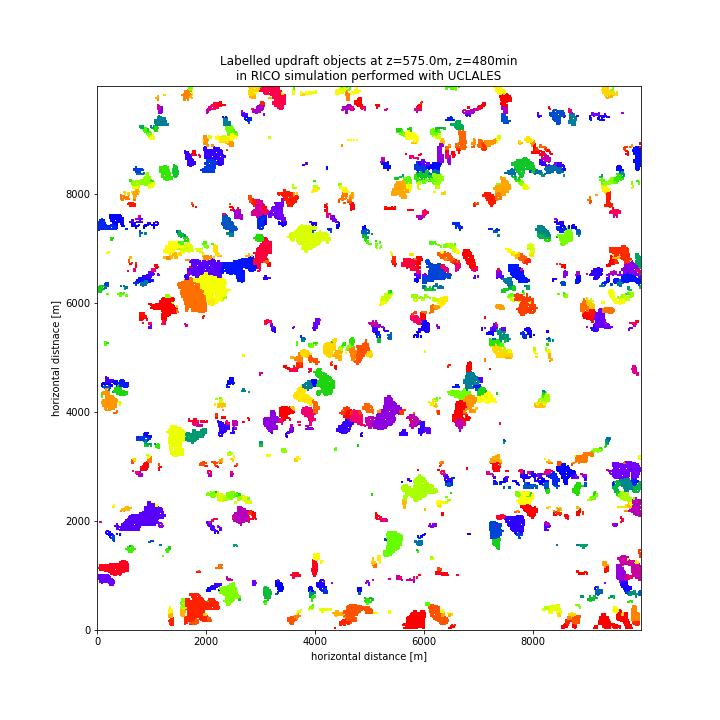 Labelled updraft objects at z=575.0m, z=480min
in RICO simulation performed with UCLALES
horizontal distnace [m]
8000
6000
4000
2000
0
0 2000 4000 6000 8000
horizontal distance [m]